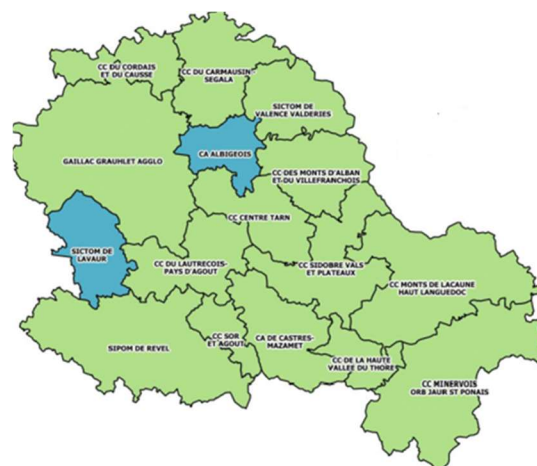 CC DU CORDAIS
ET DU CAUSSE
CC DU CARMAUSIN-
SEGALA
SICTOM DE
VALENCE VALDERIES
CA ALBIGEOIS
GAILLAC GRAUHLET AGGLO
CC DES MONTS D'ALBAN
ET DU VILLEFRANCHOIS
CC CENTRE TARN
SICTOM DE
LAVAUR
CC DU LAUTRECOIS-
PAYS D'AGOUT
CC SIDOBRE VALS
ET PLATEAUX
CC MONTS DE LACAUNE
HAUT LANGUEDOC
SIPOM DE REVEL
CC SOR
ET AGOUT
CA DE CASTRES-
MAZAMET
CC DE LA HAUTE
VALLEE DU THORE
CC MINERVOIS
ORB JAUR ST PONAIS